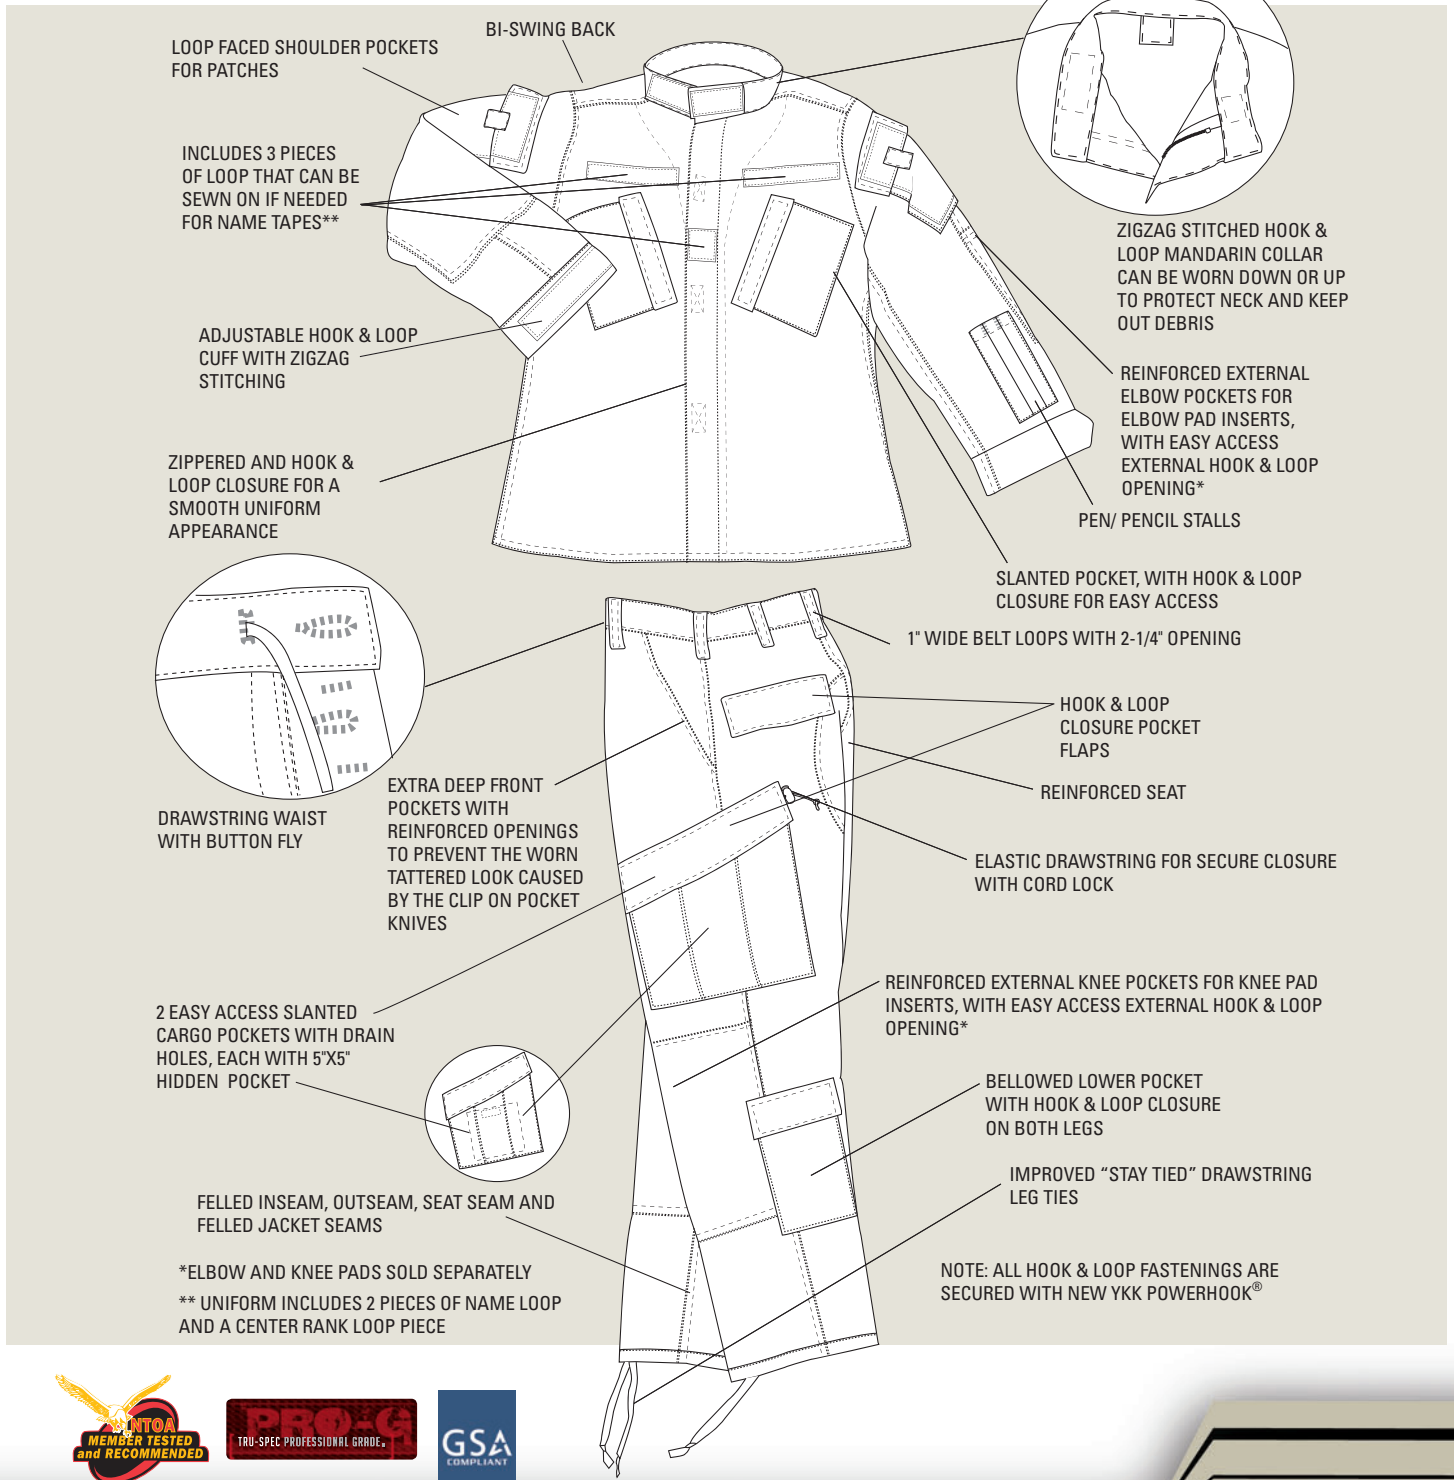 BI-SWING BACK
LOOP FACED SHOULDER POCKETS
FOR PATCHES
INCLUDES 3 PIECES
OF LOOP THAT CAN BE
SEWN ON IF NEEDED
FOR NAME TAPES**
ADJUSTABLE HOOK & LOOP
CUFF WITH ZIGZAG
STITCHING
ZIPPERED AND HOOK &
LOOP CLOSURE FOR A
SMOOTH UNIFORM
APPEARANCE
ZIGZAG STITCHED HOOK &
LOOP MANDARIN COLLAR
CAN BE WORN DOWN OR UP
TO PROTECT NECK AND KEEP
OUT DEBRIS
REINFORCED EXTERNAL
ELBOW POCKETS FOR
ELBOW PAD INSERTS,
WITH EASY ACCESS
EXTERNAL HOOK & LOOP
OPENING*
PEN/ PENCIL STALLS
SLANTED POCKET, WITH HOOK & LOOP
CLOSURE FOR EASY ACCESS
1" WIDE BELT LOOPS WITH 2-1/4" OPENING
HOOK & LOOP
CLOSURE POCKET
FLAPS
REINFORCED SEAT
DRAWSTRING WAIST
WITH BUTTON FLY
EXTRA DEEP FRONT
POCKETS WITH
REINFORCED OPENINGS
TO PREVENT THE WORN
TATTERED LOOK CAUSED
BY THE CLIP ON POCKET
KNIVES
ELASTIC DRAWSTRING FOR SECURE CLOSURE
WITH CORD LOCK
2 EASY ACCESS SLANTED
CARGO POCKETS WITH DRAIN
HOLES, EACH WITH 5"X5"
HIDDEN POCKET
REINFORCED EXTERNAL KNEE POCKETS FOR KNEE PAD
INSERTS, WITH EASY ACCESS EXTERNAL HOOK & LOOP
OPENING*
BELLOWED LOWER POCKET
WITH HOOK & LOOP CLOSURE
ON BOTH LEGS
IMPROVED “STAY TIED” DRAWSTRING
LEG TIES
FELLED INSEAM, OUTSEAM, SEAT SEAM AND
FELLED JACKET SEAMS
*ELBOW AND KNEE PADS SOLD SEPARATELY
** UNIFORM INCLUDES 2 PIECES OF NAME LOOP
AND A CENTER RANK LOOP PIECE
NOTE: ALL HOOK & LOOP FASTENINGS ARE
SECURED WITH NEW YKK POWERHOOK®
NTOA
MEMBER TESTED
and RECOMMENDED
PRO-G
TRU-SPEC PROFESSIONAL GRADE.
GSA
COMPLIANT